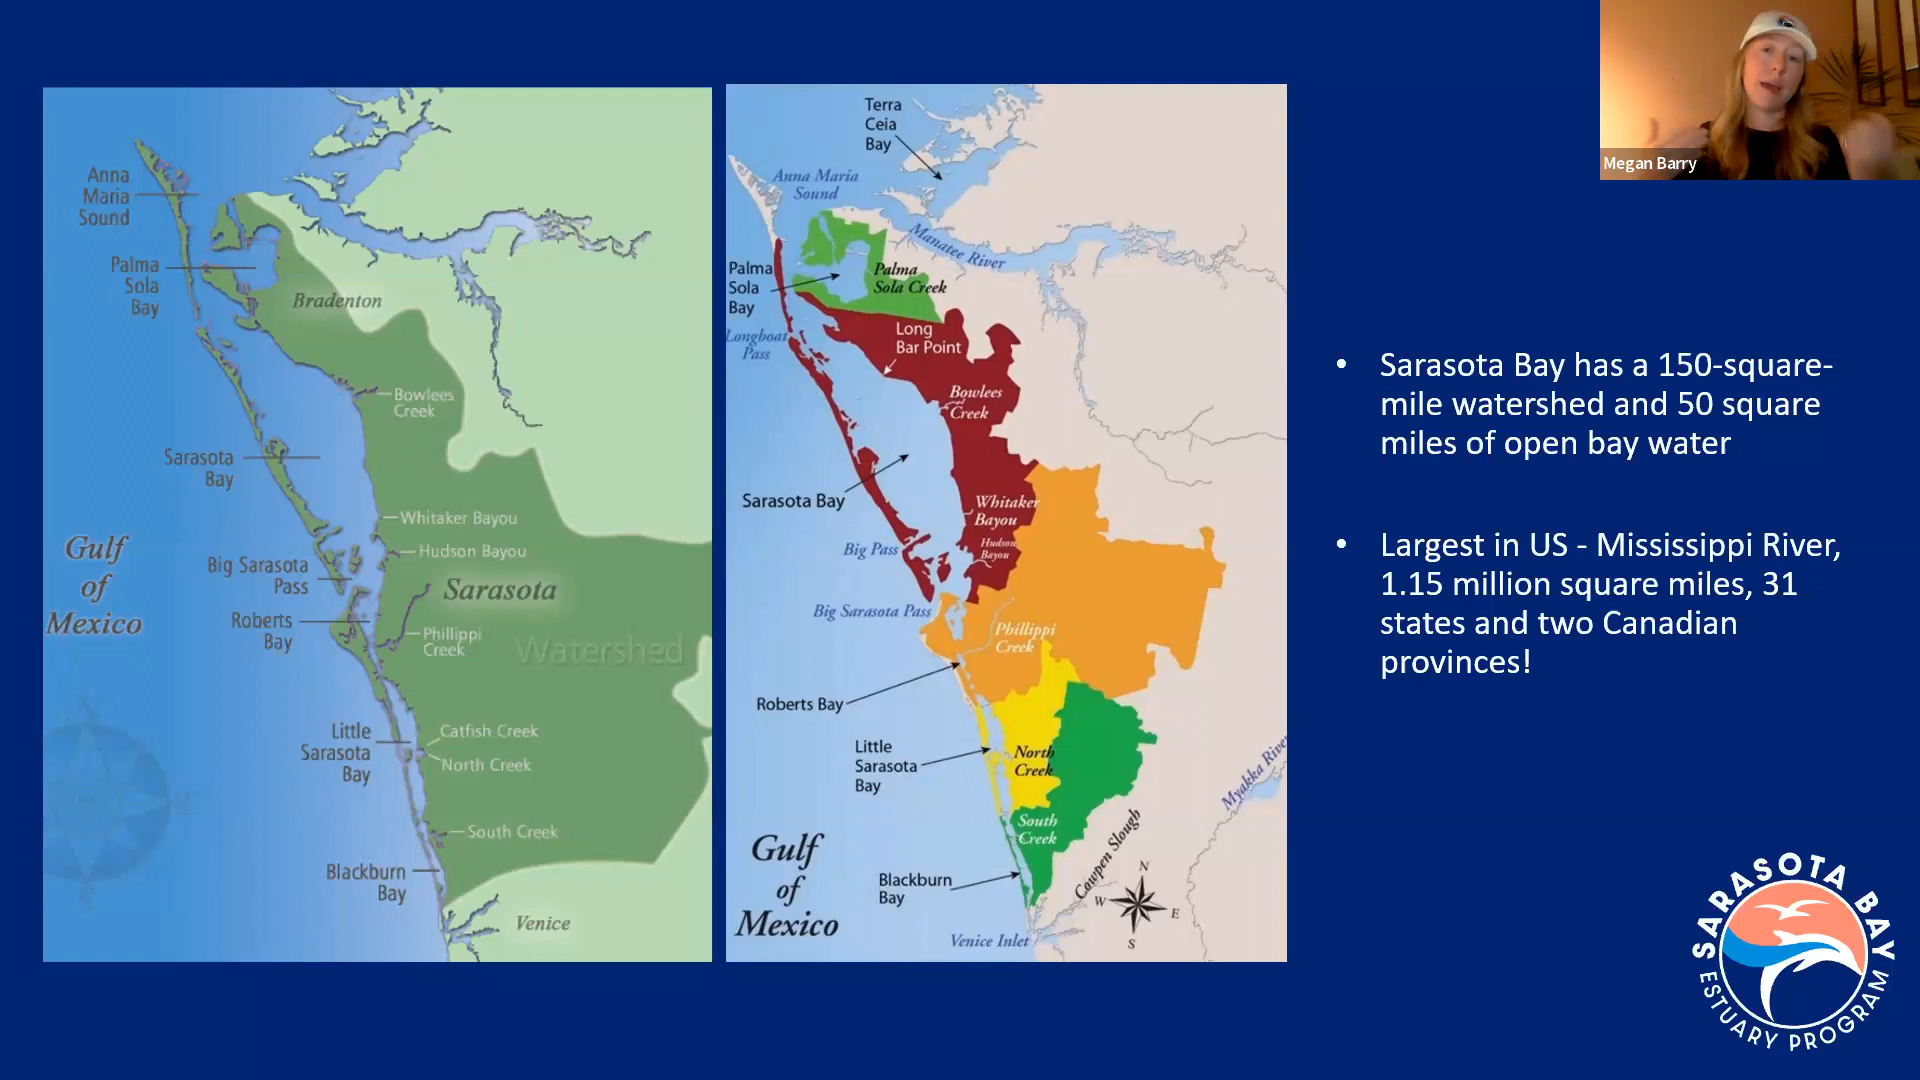 Anna
Maria
Sound
Palma
Sola
Bay
Bradenton
Bowlees
Creek
Sarasota
Bay
Whitaker Bayou
Hudson Bayou
Gulf
of
Mexico
Big Sarasota
Pass
Sarasota
Roberts
Bay
Phillippi
Creek
Watershed
Little
Sarasota
Bay
Catfish Creek
North Creek
South Creek
Blackburn
Bay
Venice
Terra
Ceia
Bay
Anna Maria
Sound
Manatee River
Palma
Sola
Bay
Palma
Sola Creek
Longboat
Pass
Long
Bar Point
Bowlees
Creek
Sarasota Bay
Whitaker
Bayou
Hudson
Bayou
Big Pass
Big Sarasota Pass
Phillippi
Creek
Roberts Bay
Little
Sarasota
Bay
North
Creek
Myakka River
South
Creek
Cowpen Slough
Gulf
of
Mexico
Blackburn
Bay
N
W
E
S
Venice Inlet
• Sarasota Bay has a 150-square-
mile watershed and 50 square
miles of open bay water
• Largest in US - Mississippi River,
1.15 million square miles, 31
states and two Canadian
provinces!
Megan Barry
SARASOTA BAY
ESTUARY PROGRAM